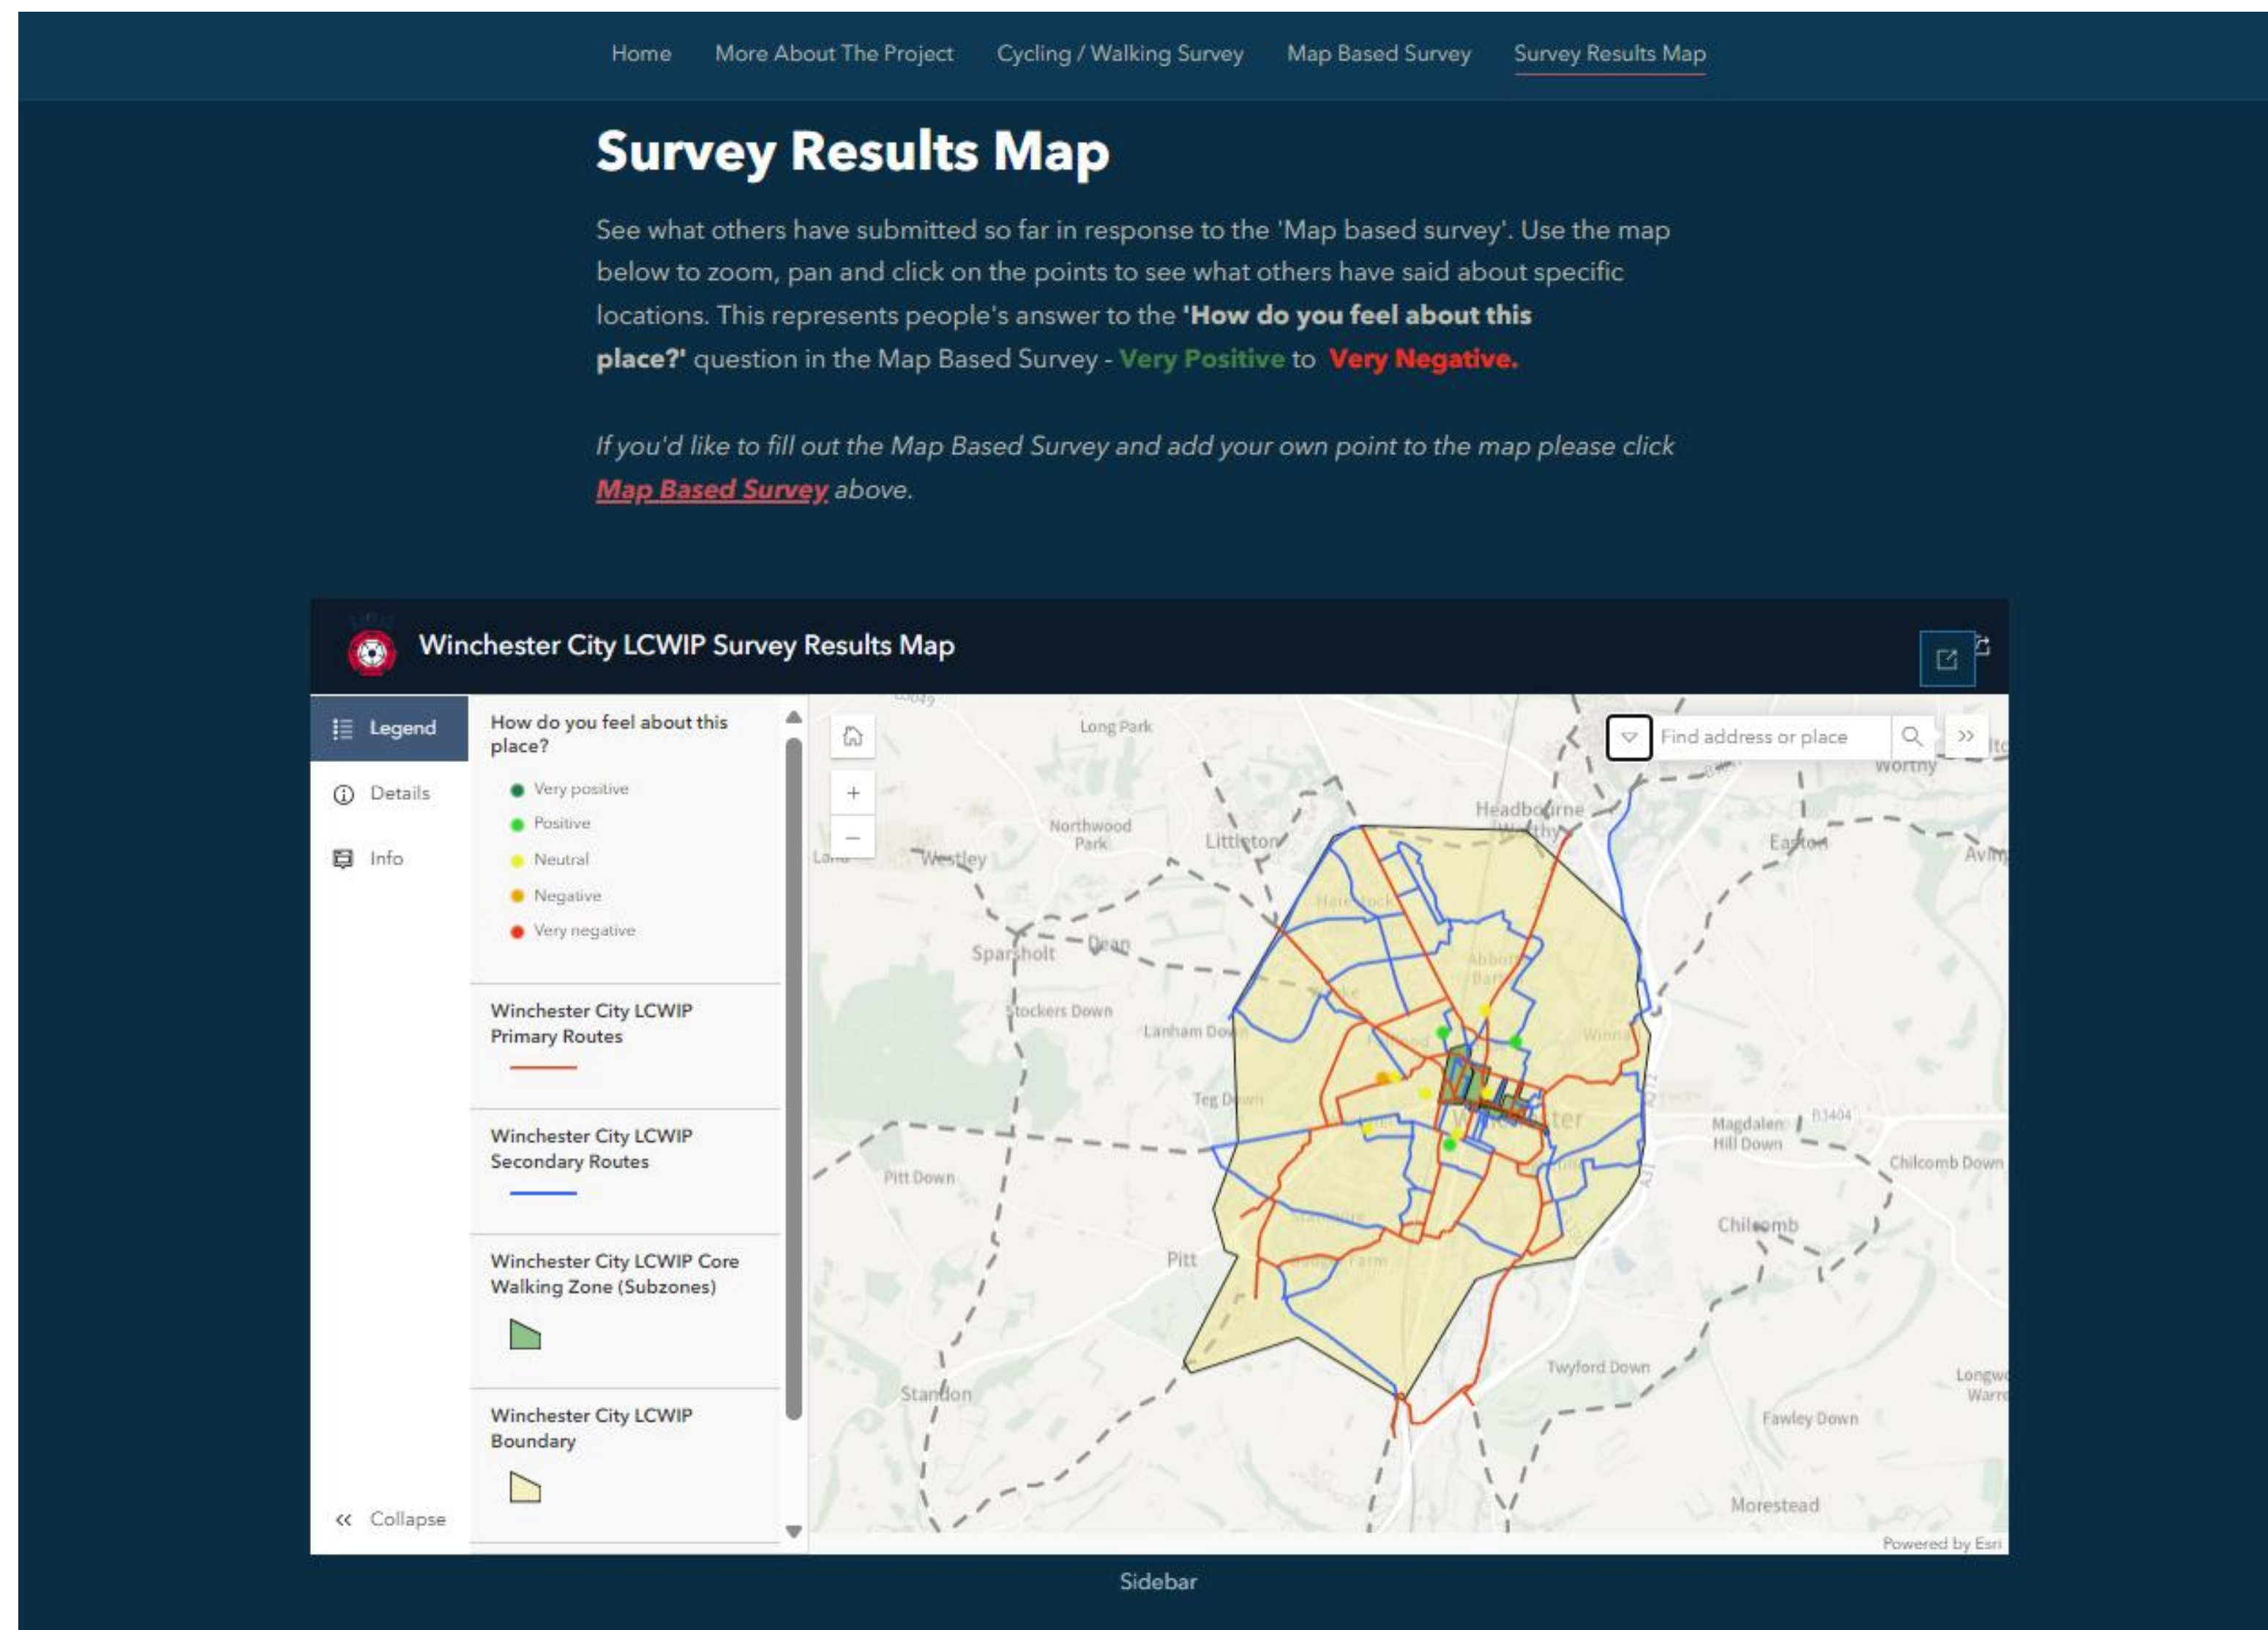 Home More About The Project Cycling / Walking Survey Map Based Survey Survey Results Map
Survey Results Map
See what others have submitted so far in response to the 'Map based survey'. Use the map
below to zoom, pan and click on the points to see what others have said about specific
locations. This represents people's answer to the 'How do you feel about this
place?' question in the Map Based Survey - Very Positive to Very Negative.
If you'd like to fill out the Map Based Survey and add your own point to the map please click
Map Based Survey above.
Winchester City LCWIP Survey Results Map
Legend
Details
Info
Collapse
How do you feel about this
place?
Very positive
Positive
Neutral
Negative
Very negative
Winchester City LCWIP
Primary Routes
Winchester City LCWIP
Secondary Routes
Winchester City LCWIP Core
Walking Zone (Subzones)
Winchester City LCWIP
Boundary
Find address or place
Long Park
Worthy
Headbourne
Worthy
Northwood
Park
Littleton
Easton
Westley
Harestock
Sparsholt
Dean
Stockers Down
Lanham Down
Teg Down
Winchester
Magdalen
Hill Down
B3404
Chilcomb Down
Pitt Down
A31
Chilcomb
Pitt
Badger Farm
Twyford Down
Standon
Fawley Down
Morestead
Powered by Esri
Sidebar